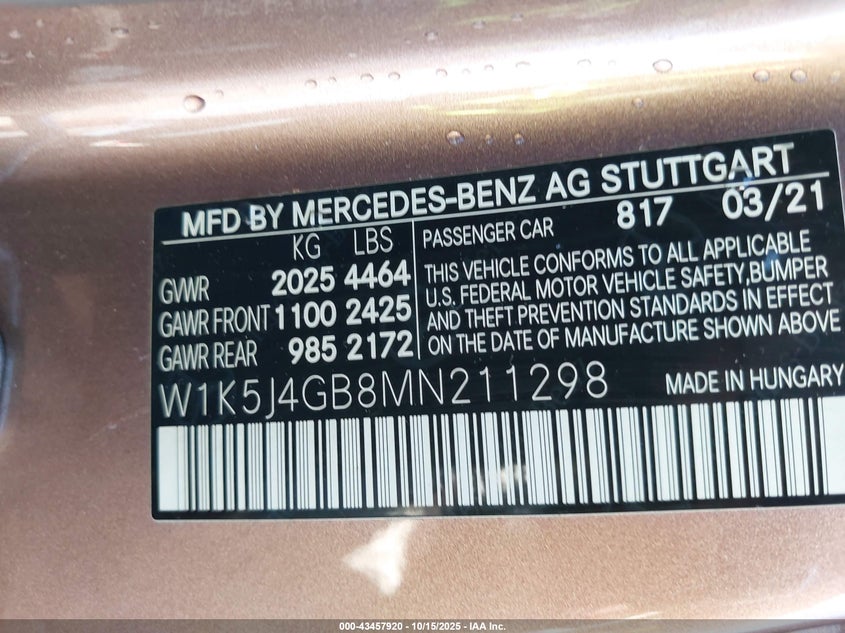 MFD BY MERCEDES-BENZ AG STUTTGART
KG LBS
GVWR 2025 4464
GAWR FRONT 1100 2425
GAWR REAR 985 2172
PASSENGER CAR 817 03/21
THIS VEHICLE CONFORMS TO ALL APPLICABLE
U.S. FEDERAL MOTOR VEHICLE SAFETY,BUMPER
AND THEFT PREVENTION STANDARDS IN EFFECT
ON THE DATE OF MANUFACTURE SHOWN ABOVE
W1K5J4GB8MN211298 MADE IN HUNGARY
000-43457920 - 10/15/2025 - IAA Inc.